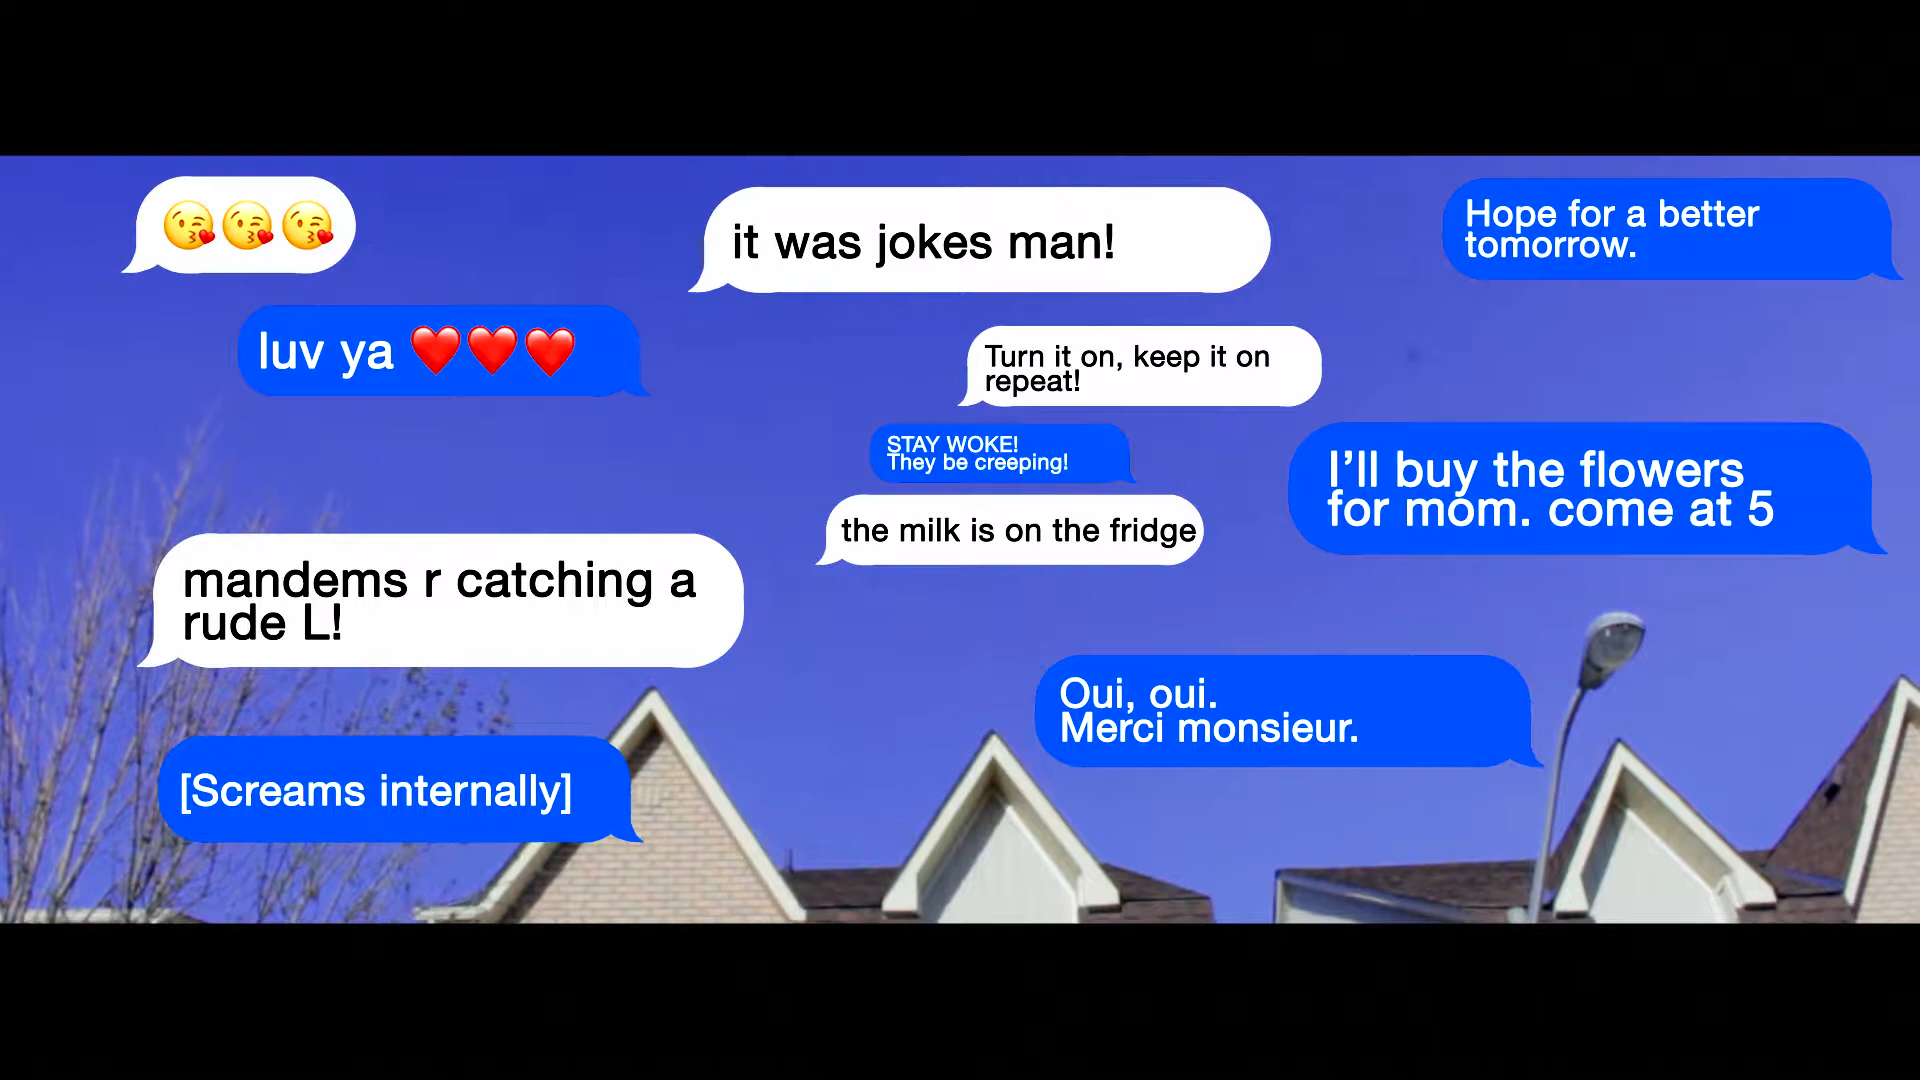 😘😘😘
it was jokes man!
Hope for a better
tomorrow.
luv ya ❤️❤️❤️
Turn it on, keep it on
repeat!
STAY WOKE!
They be creeping!
I’ll buy the flowers
for mom. come at 5
the milk is on the fridge
mandems r catching a
rude L!
Oui, oui.
Merci monsieur.
[Screams internally]